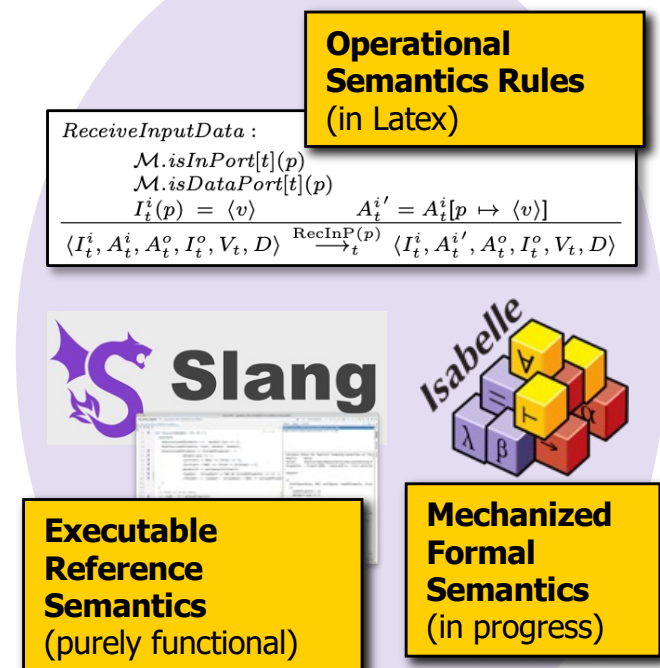 Operational
Semantics Rules
(in Latex)
ReceiveInputData :
ℳ.isInPort[t](p)
ℳ.isDataPort[t](p)
I_t^i(p) = ⟨v⟩ A_t^i′ = A_t^i[p ↦ ⟨v⟩]
⟨I_t^i, A_t^i, A_t^o, I_t^o, V_t, D⟩ RecInP(p) ⟶_t ⟨I_t^i, A_t^i′, A_t^o, I_t^o, V_t, D⟩
Slang
Isabelle
∀
= ⊢ α
λ β →
Executable
Reference
Semantics
(purely functional)
Mechanized
Formal
Semantics
(in progress)